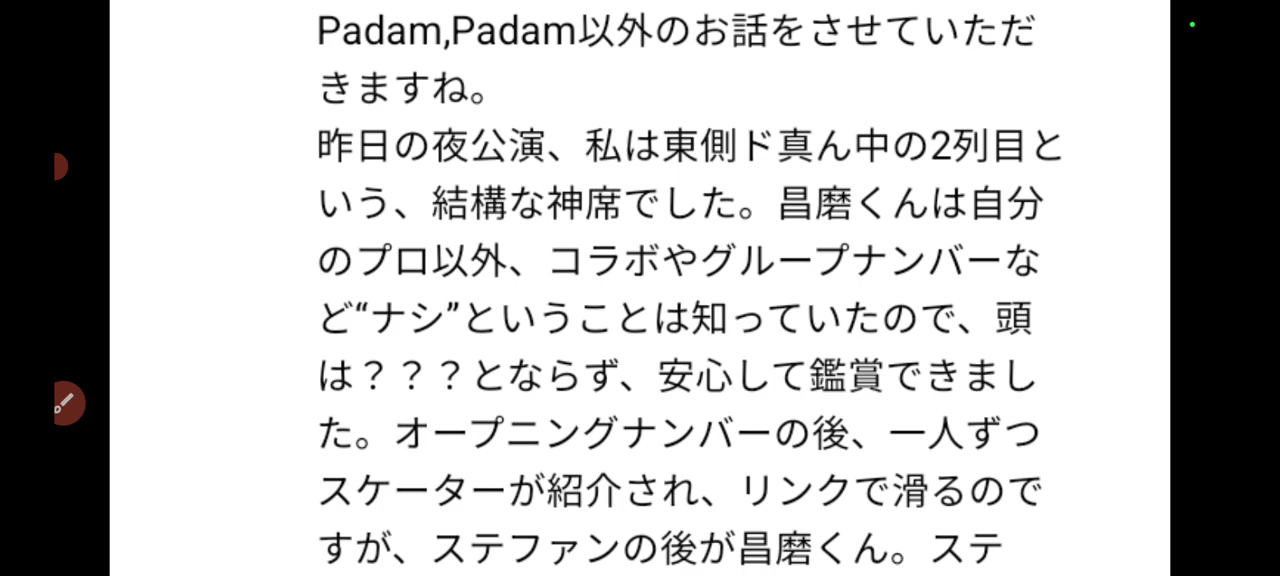 Padam,Padam以外のお話をさせていただ
きますね。
昨日の夜公演、私は東側ド真ん中の2列目と
いう、結構な神席でした。昌磨くんは自分
のプロ以外、コラボやグループナンバーな
ど“ナシ”ということは知っていたので、頭
は？？？とならず、安心して鑑賞できまし
た。オープニングナンバーの後、一人ずつ
スケーターが紹介され、リンクで滑るので
すが、ステファンの後が昌磨くん。ステ